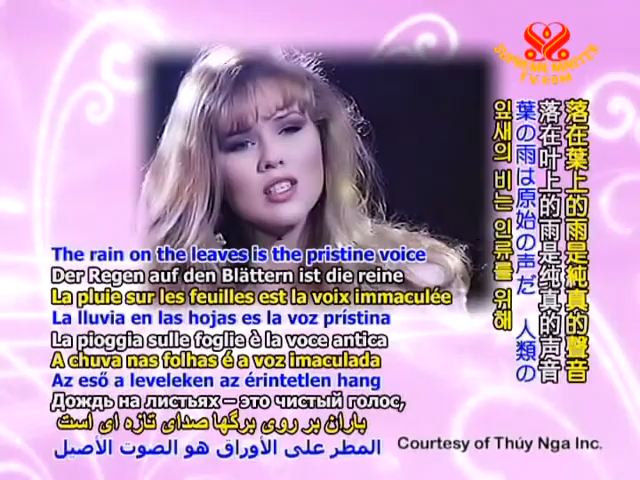 SUPREME MASTER
TV.COM
The rain on the leaves is the pristine voice
Der Regen auf den Blättern ist die reine
La pluie sur les feuilles est la voix immaculée
La lluvia en las hojas es la voz prístina
La pioggia sulle foglie è la voce antica
A chuva nas folhas é a voz imaculada
Az eső a leveleken az érintetlen hang
Дождь на листьях – это чистый голос,
باران بر روی برگها صدای تازه ای است
المطر على الأوراق هو الصوت الأصيل
落在葉上的雨是純真的聲音
落在叶上的雨是纯真的声音
葉の雨は原始の声だ 人類の
잎새의 비는 인류를 위해
Courtesy of Thúy Nga Inc.